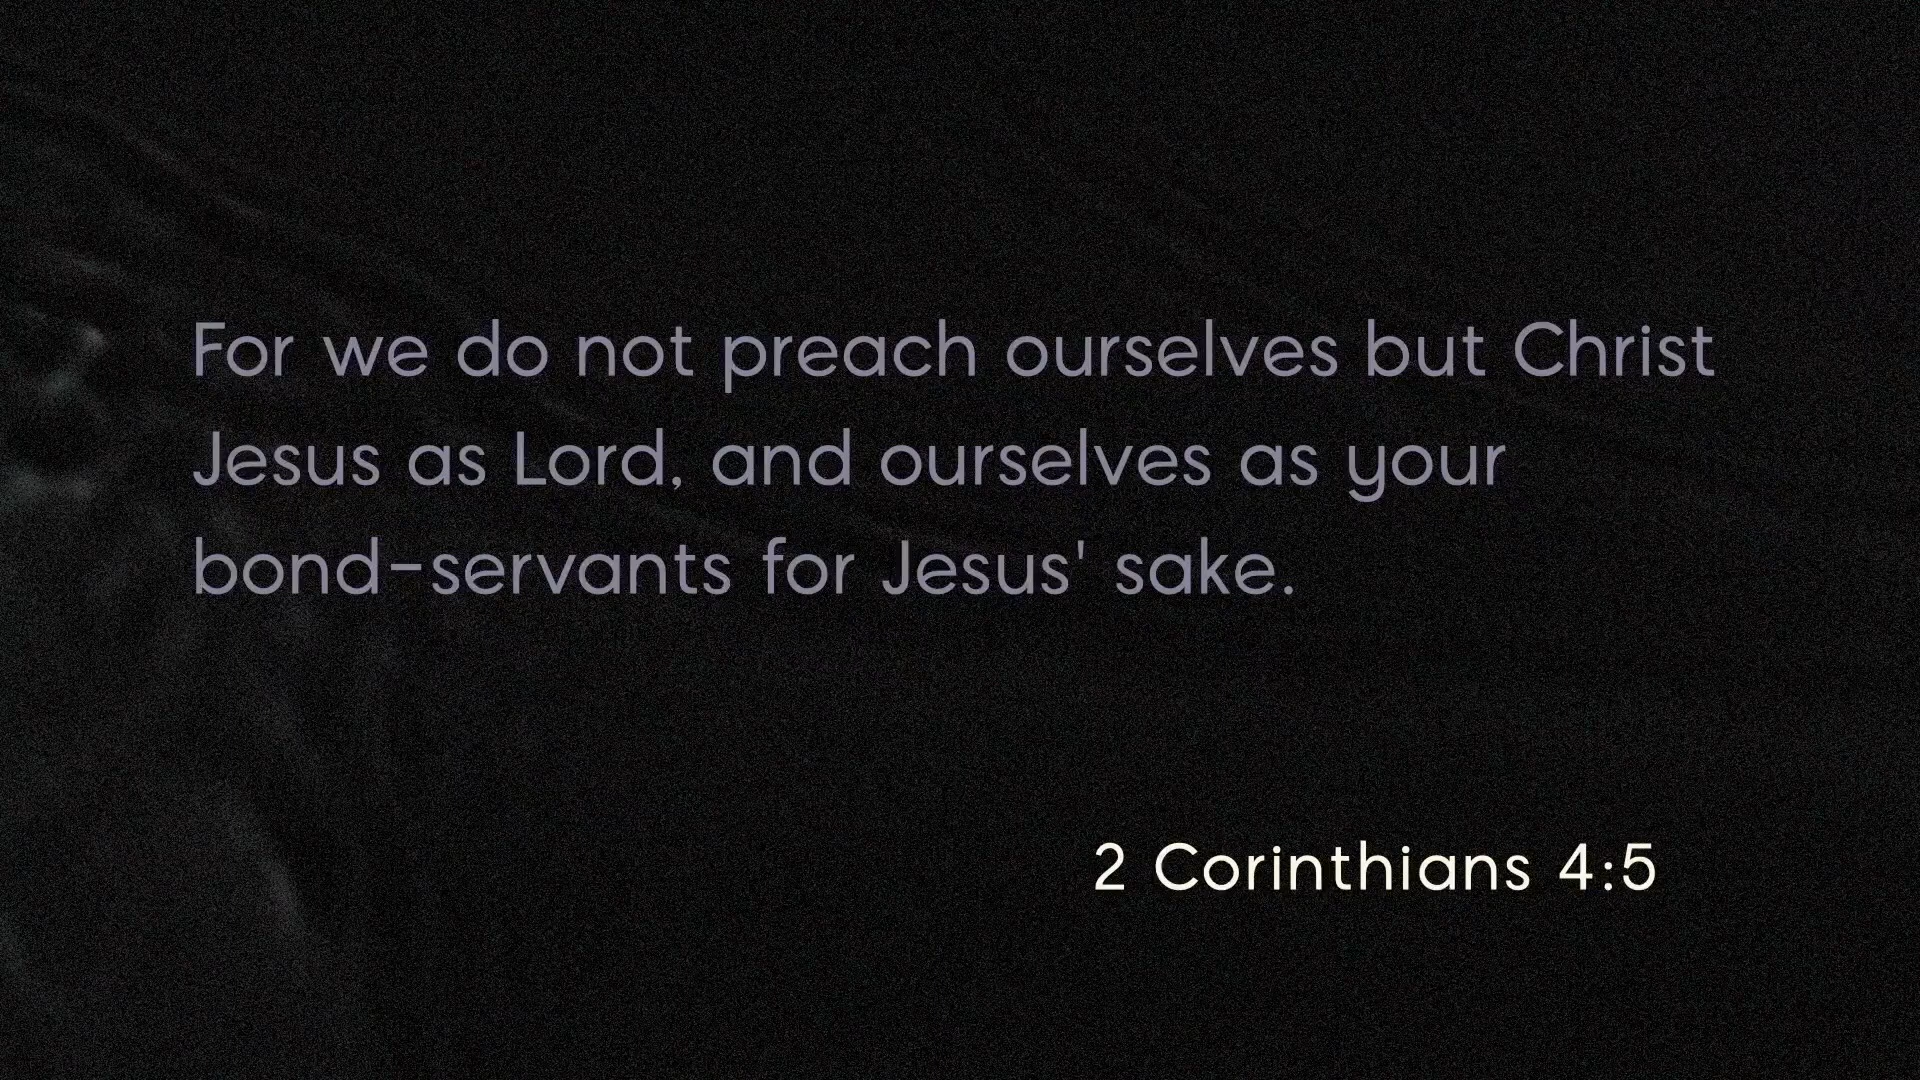 For we do not preach ourselves but Christ
Jesus as Lord, and ourselves as your
bond-servants for Jesus' sake.
2 Corinthians 4:5